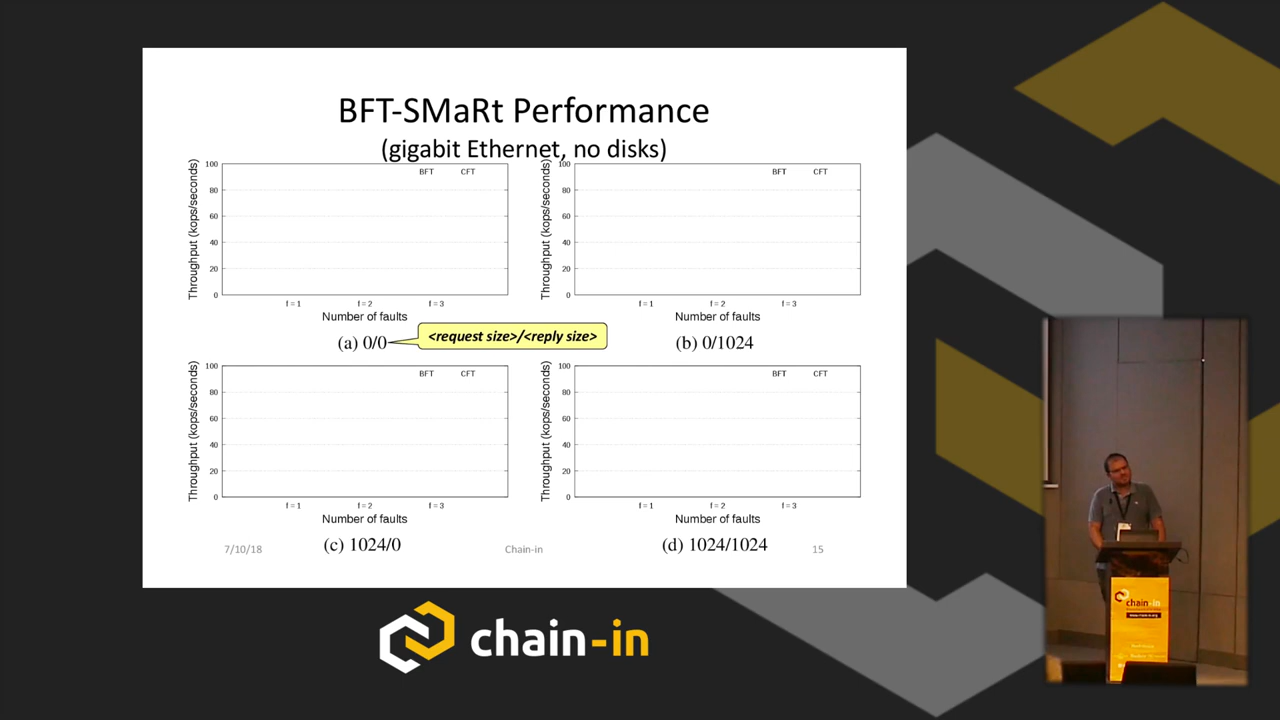 BFT-SMaRt Performance
(gigabit Ethernet, no disks)
Throughput (kops/seconds)
100
80
60
40
20
0
BFT CFT
f = 1 f = 2 f = 3
Number of faults
(a) 0/0
<request size>/<reply size>
Throughput (kops/seconds)
100
80
60
40
20
0
BFT CFT
f = 1 f = 2 f = 3
Number of faults
(b) 0/1024
Throughput (kops/seconds)
100
80
60
40
20
0
BFT CFT
f = 1 f = 2 f = 3
Number of faults
(c) 1024/0
Throughput (kops/seconds)
100
80
60
40
20
0
BFT CFT
f = 1 f = 2 f = 3
Number of faults
(d) 1024/1024
7/10/18 Chain-in 15
chain-in
chain-in